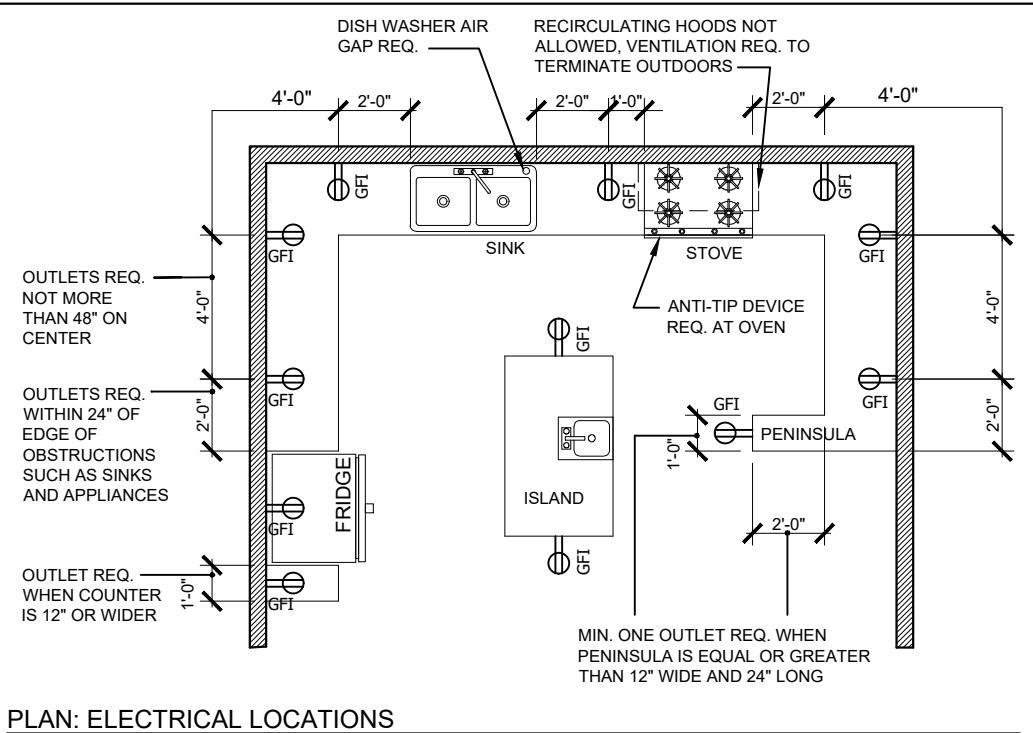 DISH WASHER AIR
GAP REQ.
RECIRCULATING HOODS NOT
ALLOWED, VENTILATION REQ. TO
TERMINATE OUTDOORS
4'-0"
2'-0"
2'-0"
1'-0"
2'-0"
4'-0"
GFI
GFI
GFI
SINK
STOVE
GFI
GFI
OUTLETS REQ.
NOT MORE
THAN 48" ON
CENTER
4'-0"
ANTI-TIP DEVICE
REQ. AT OVEN
4'-0"
GFI
OUTLETS REQ.
WITHIN 24" OF
EDGE OF
OBSTRUCTIONS
SUCH AS SINKS
AND APPLIANCES
2'-0"
GFI
GFI
GFI
2'-0"
1'-0"
PENINSULA
FRIDGE
GFI
ISLAND
2'-0"
OUTLET REQ.
WHEN COUNTER
IS 12" OR WIDER
1'-0"
GFI
GFI
MIN. ONE OUTLET REQ. WHEN
PENINSULA IS EQUAL OR GREATER
THAN 12" WIDE AND 24" LONG
PLAN: ELECTRICAL LOCATIONS